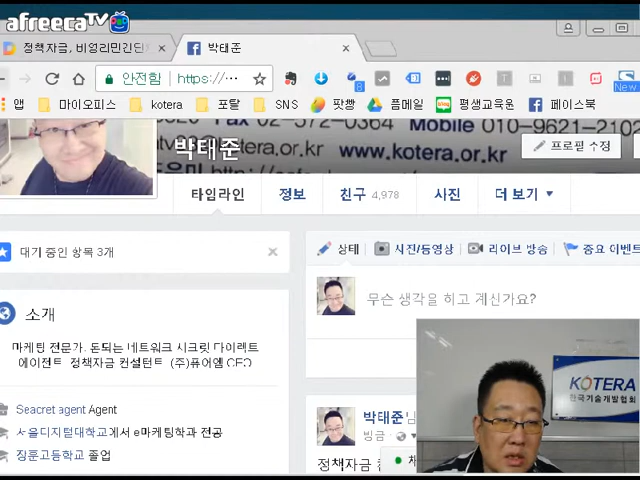 afreecaTV
정책자금, 비영리민간단
박태준
안전함
https://...
New
앱
마이오피스
kotera
포탈
SNS
팟빵
플메일
평생교육원
페이스북
Fax 02-572-0364 Mobile 010-9621-2102
@kotera.or.kr www.kotera.or.kr
박태준
프로필 수정
타임라인
정보
친구 4,978
사진
더 보기
대기 중인 항목 3개
상태
사진/동영상
라이브 방송
중요 이벤트
소개
무슨 생각을 하고 계신가요?
마케팅 전문가. 돈되는 네트워크 시크릿 다이렉트
에이전트 정책자금 컨설턴트 (주)퓨어엠 CEO
KOTERA
한국기술개발협회
Seacret agent Agent
서울디지털대학교에서 e마케팅학과 전공
장훈고등학교 졸업
박태준님
방금
정책자금